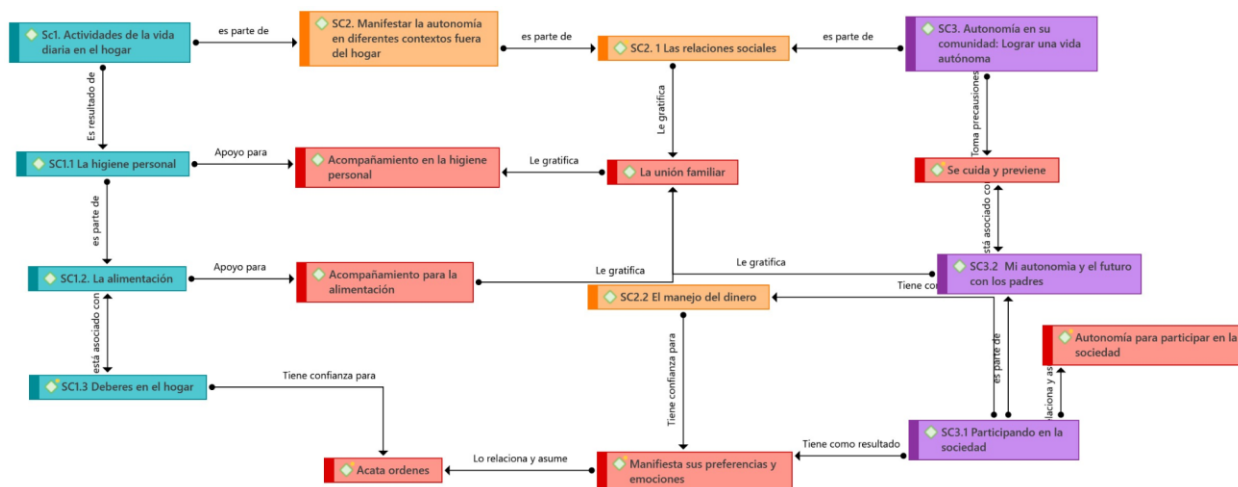 Sc1. Actividades de la vida
diaria en el hogar
es parte de
SC2. Manifestar la autonomía
en diferentes contextos fuera
del hogar
es parte de
SC2. 1 Las relaciones sociales
es parte de
SC3. Autonomía en su
comunidad: Lograr una vida
autónoma
Es resultado de
Le gratifica
Toma precausiones
SC1.1 La higiene personal
Apoyo para
Acompañamiento en la higiene
personal
Le gratifica
La unión familiar
Se cuida y previene
es parte de
está asociado con
SC1.2. La alimentación
Apoyo para
Acompañamiento para la
alimentación
Le gratifica
Le gratifica
SC3.2 Mi autonomia y el futuro
con los padres
SC2.2 El manejo del dinero
Tiene
está asociado con
Tiene confianza para
es parte de
Autonomía para participar en la
sociedad
SC1.3 Deberes en el hogar
Tiene confianza para
SC3.1 Participando en la
sociedad
Tiene como resultado
Manifiesta sus preferencias y
emociones
Lo relaciona y asume
Acata ordenes